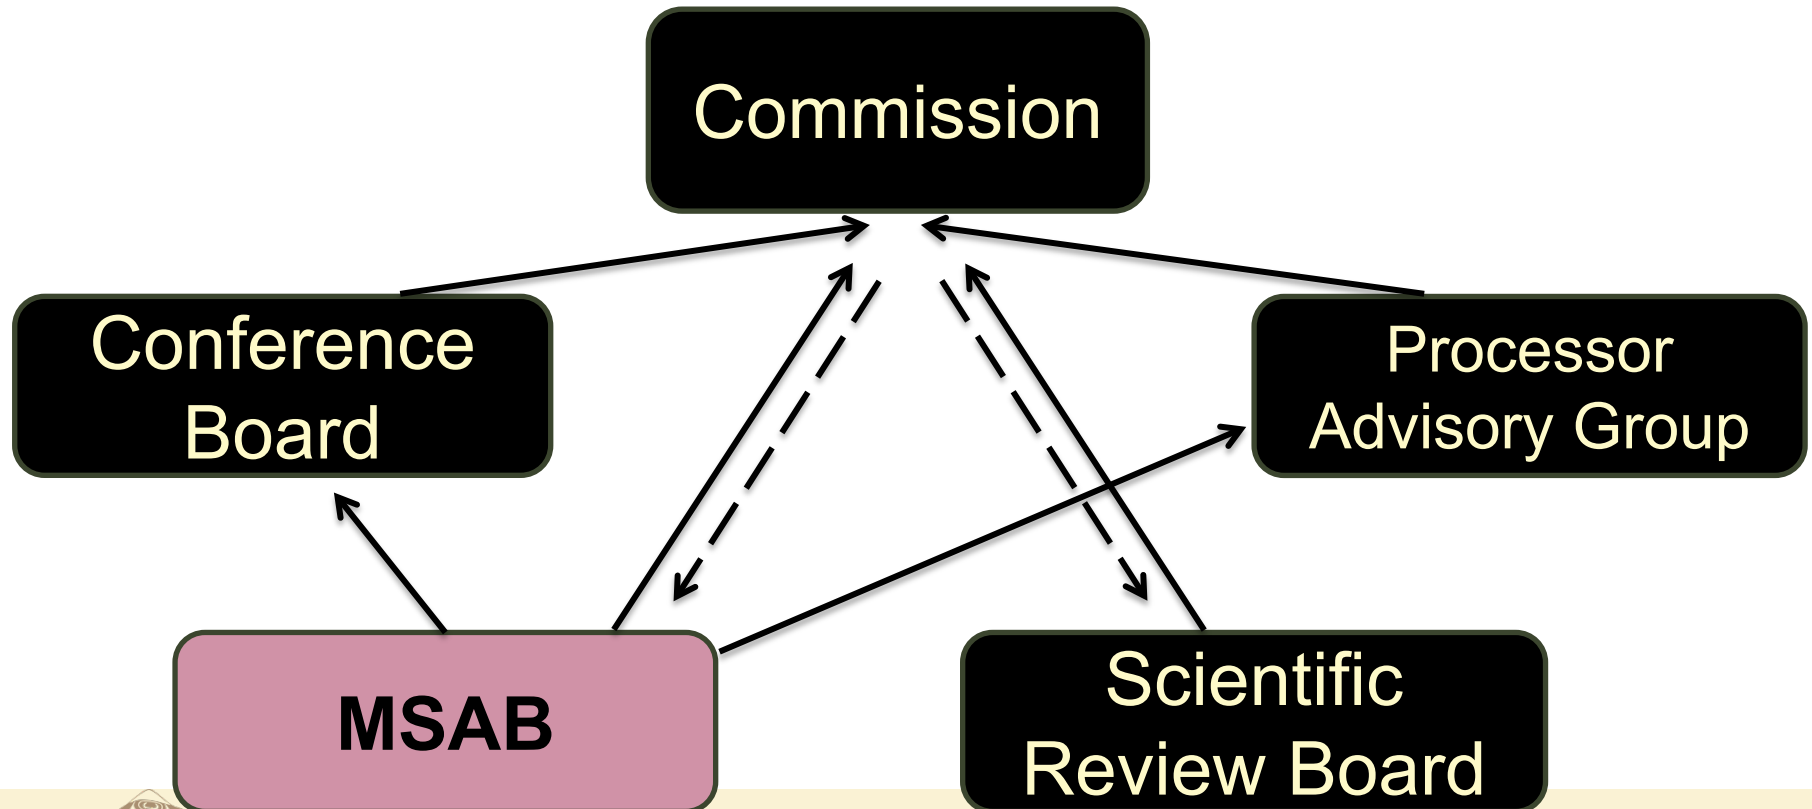 Commission
Conference
Board
Processor
Advisory Group
MSAB
Scientific
Review Board